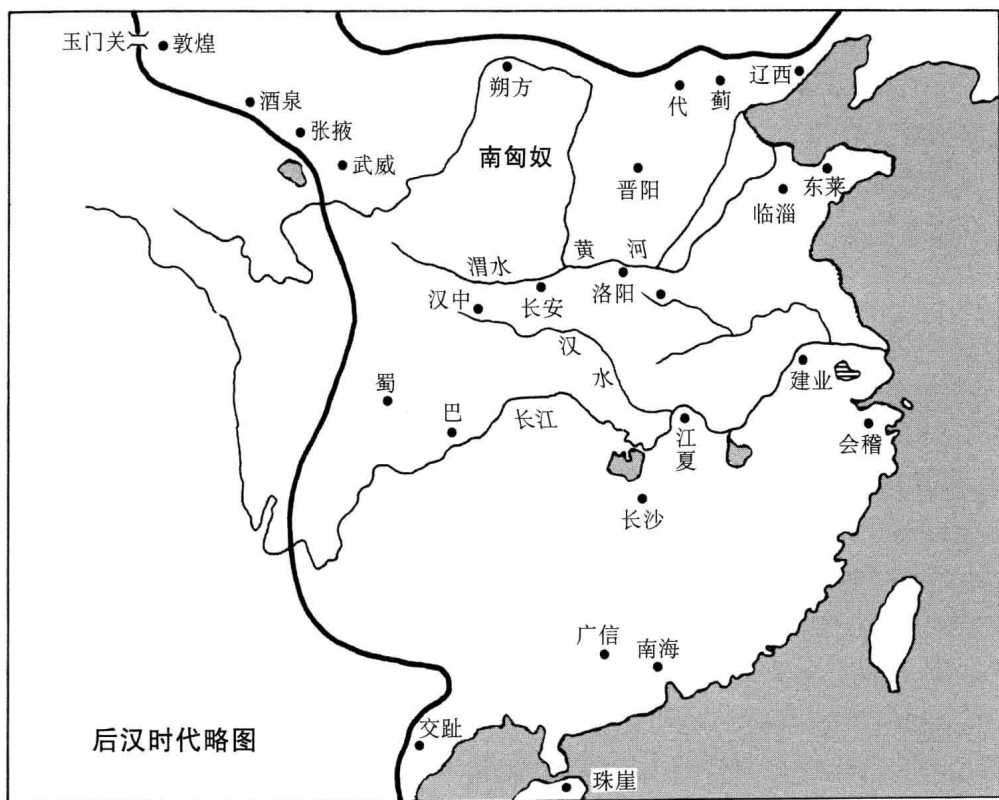 玉门关
敦煌
酒泉
张掖
武威
朔方
南匈奴
代
蓟
辽西
晋阳
临淄
东莱
渭水
黄河
汉中
长安
洛阳
汉水
蜀
巴
长江
江夏
建业
会稽
长沙
广信
南海
交趾
珠崖
后汉时代略图